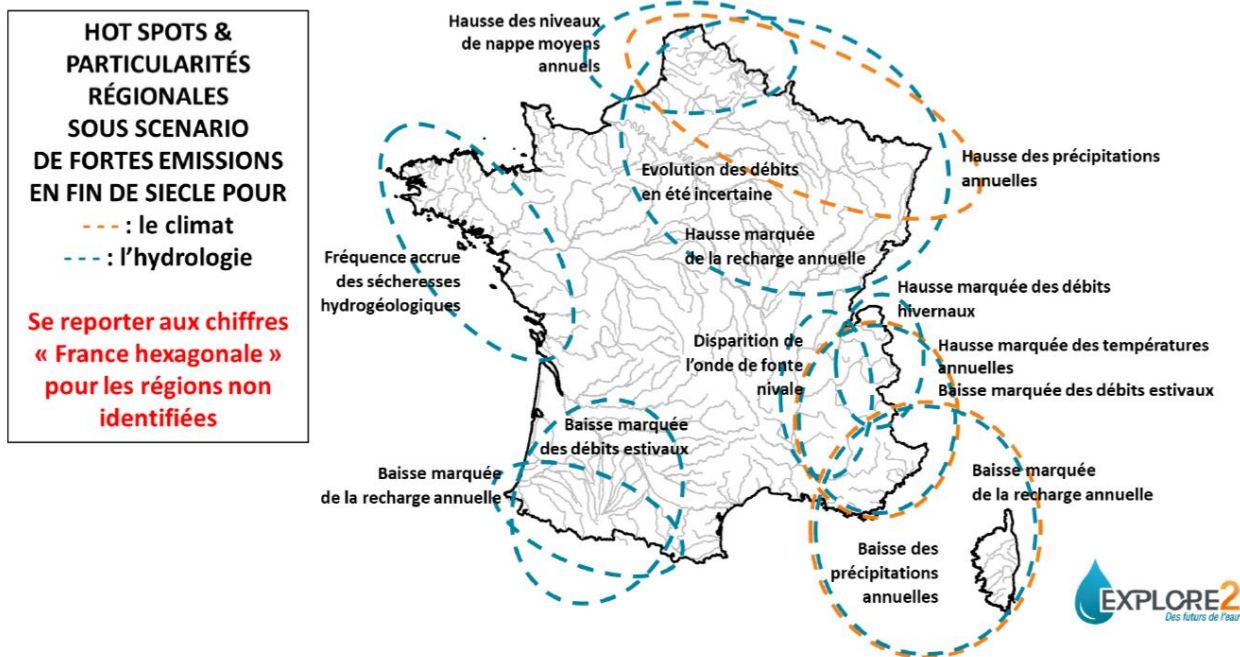 HOT SPOTS &
PARTICULARITÉS
RÉGIONALES
SOUS SCENARIO
DE FORTES EMISSIONS
EN FIN DE SIECLE POUR
--- : le climat
--- : l’hydrologie
Se reporter aux chiffres
« France hexagonale »
pour les régions non
identifiées
Hausse des niveaux
de nappe moyens
annuels
Hausse des précipitations
annuelles
Evolution des débits
en été incertaine
Hausse marquée
de la recharge annuelle
Fréquence accrue
des sécheresses
hydrogéologiques
Hausse marquée des débits
hivernaux
Disparition de
l’onde de fonte
nivale
Hausse marquée des températures
annuelles
Baisse marquée des débits estivaux
Baisse marquée
des débits estivaux
Baisse marquée
de la recharge annuelle
Baisse marquée
de la recharge annuelle
Baisse des
précipitations
annuelles
EXPLORE2
Des futurs de l'eau